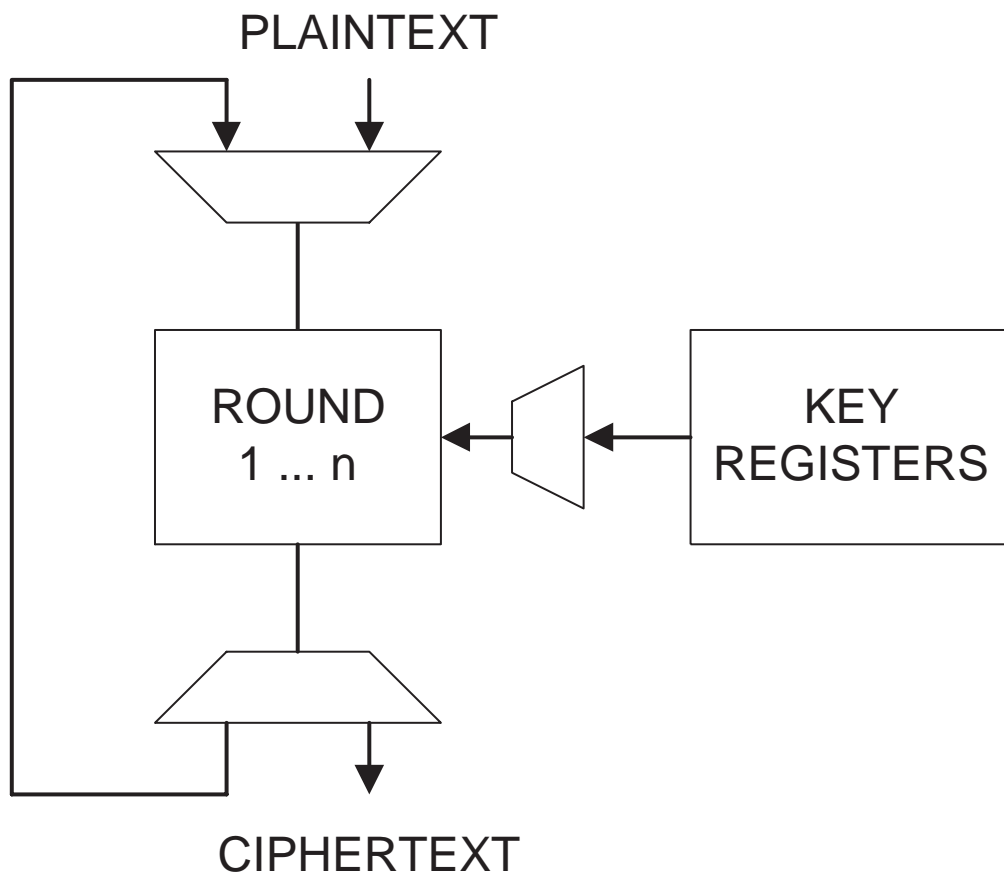 PLAINTEXT
ROUND
1 ... n
KEY
REGISTERS
CIPHERTEXT